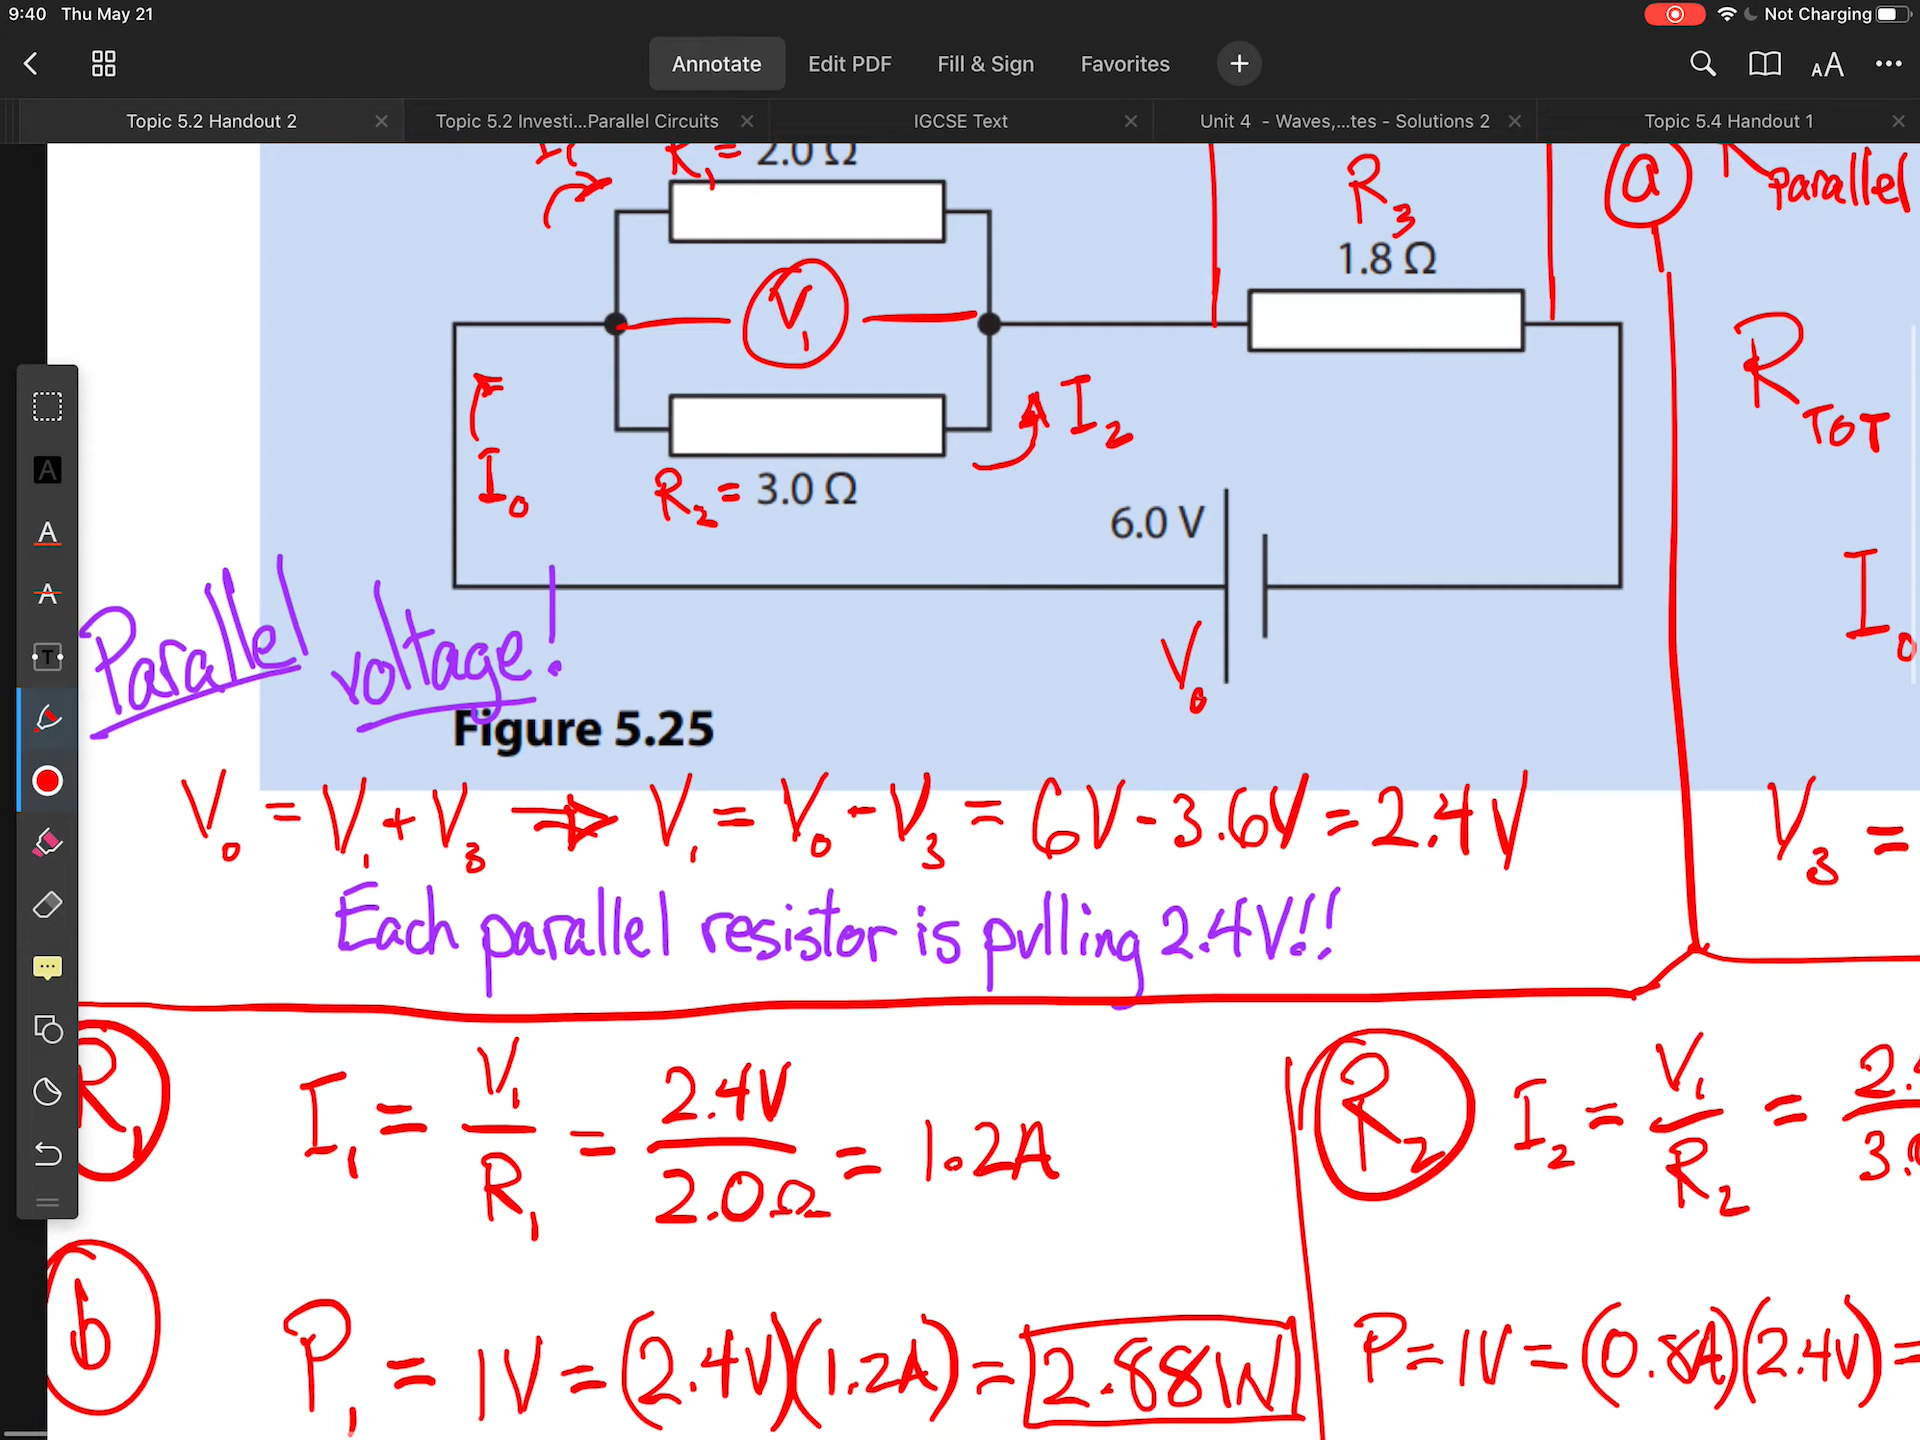 9:40 Thu May 21
Not Charging
Annotate Edit PDF Fill & Sign Favorites +
AA
Topic 5.2 Handout 2 Topic 5.2 Investi...Parallel Circuits IGCSE Text Unit 4 - Waves,...tes - Solutions 2 Topic 5.4 Handout 1
R₁ = 2.0 Ω
R₃
1.8 Ω
a
parallel
V₁
R_TOT
I₂
I₀
R₂ = 3.0 Ω
6.0 V
I₀
Parallel voltage!
V₀
Figure 5.25
V₀ = V₁ + V₃ ⇒ V₁ = V₀ - V₃ = 6V - 3.6V = 2.4V
V₃ =
Each parallel resistor is pulling 2.4V!!
R₁ I₁ = V₁/R₁ = 2.4V/2.0Ω = 1.2A
R₂ I₂ = V₁/R₂ =
b P₁ = IV = (2.4V)(1.2A) = 2.88W
P = IV = (0.8A)(2.4V) =